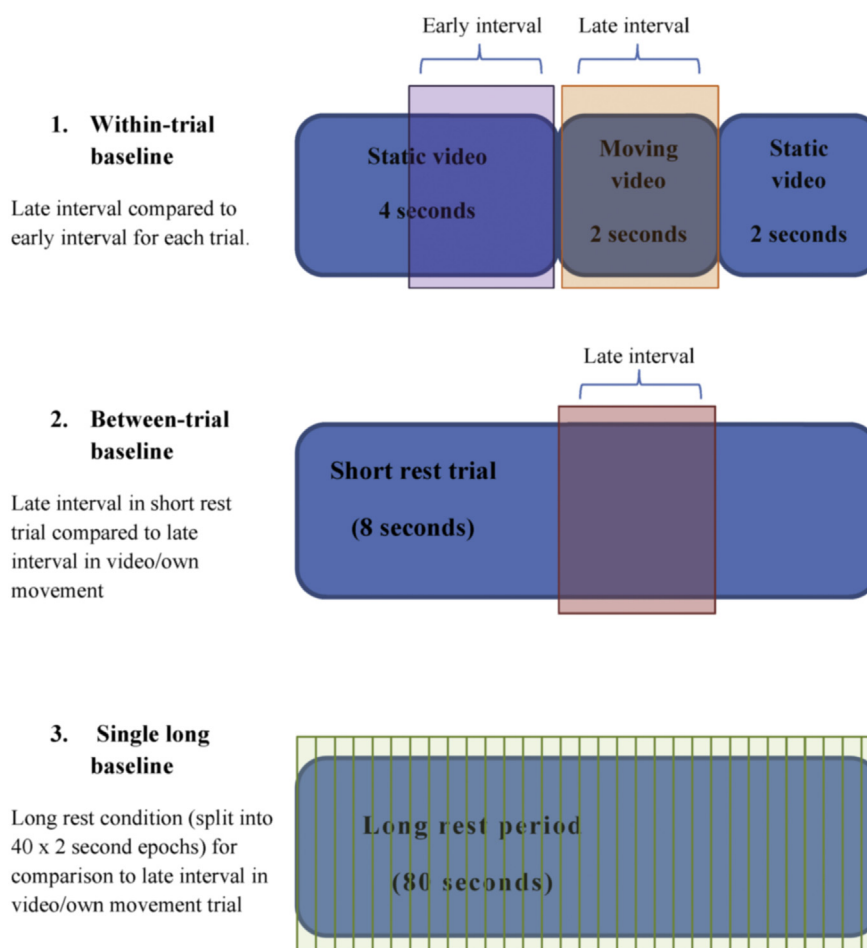 Early interval
Late interval
1. Within-trial
baseline
Late interval compared to
early interval for each trial.
Static video
4 seconds
Moving
video
2 seconds
Static
video
2 seconds
Late interval
2. Between-trial
baseline
Late interval in short rest
trial compared to late
interval in video/own
movement
Short rest trial
(8 seconds)
3. Single long
baseline
Long rest condition (split into
40 x 2 second epochs) for
comparison to late interval in
video/own movement trial
Long rest period
(80 seconds)